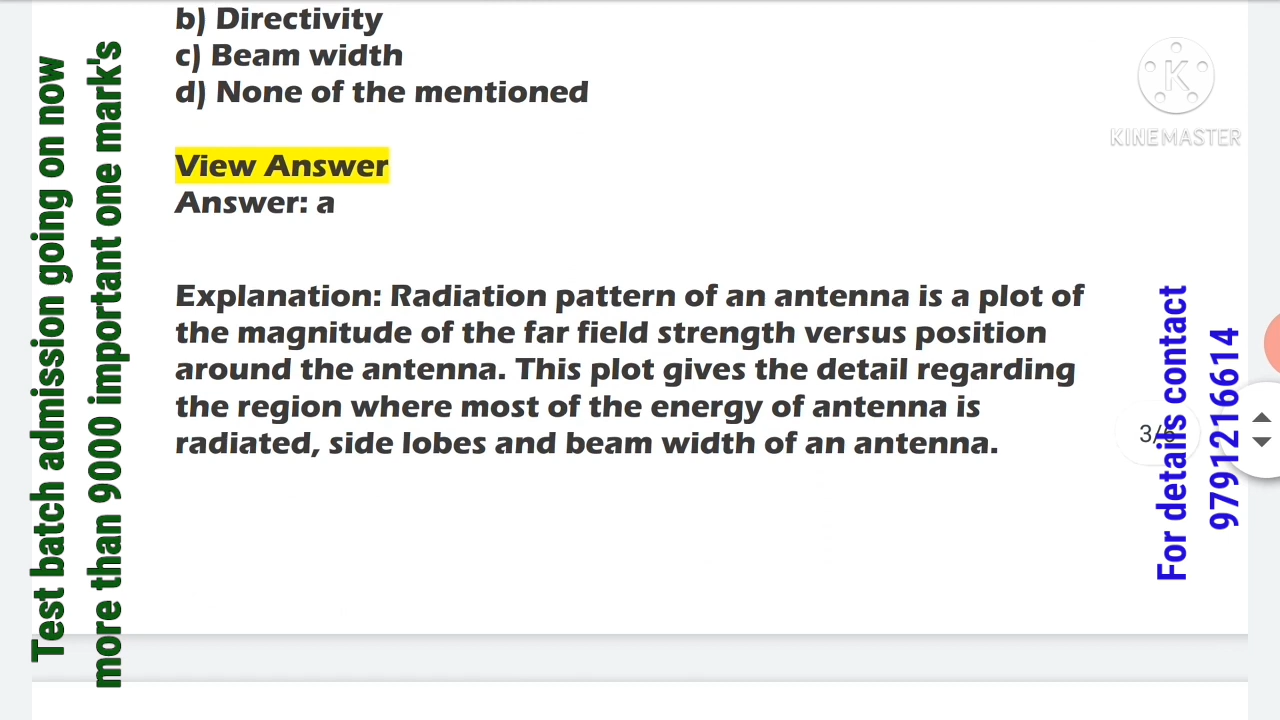 b) Directivity
c) Beam width
d) None of the mentioned
View Answer
Answer: a
Explanation: Radiation pattern of an antenna is a plot of
the magnitude of the far field strength versus position
around the antenna. This plot gives the detail regarding
the region where most of the energy of antenna is
radiated, side lobes and beam width of an antenna.
Test batch admission going on now
more than 9000 important one mark's
K
KINEMASTER
3/6
For details contact
9791216614